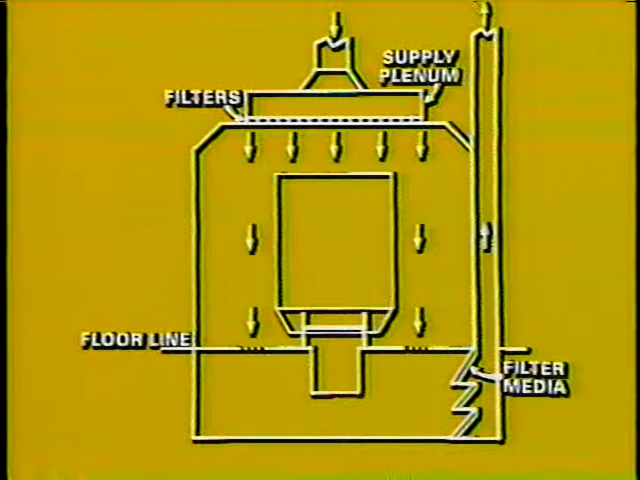 SUPPLY
PLENUM
FILTERS
FLOOR LINE
FILTER
MEDIA